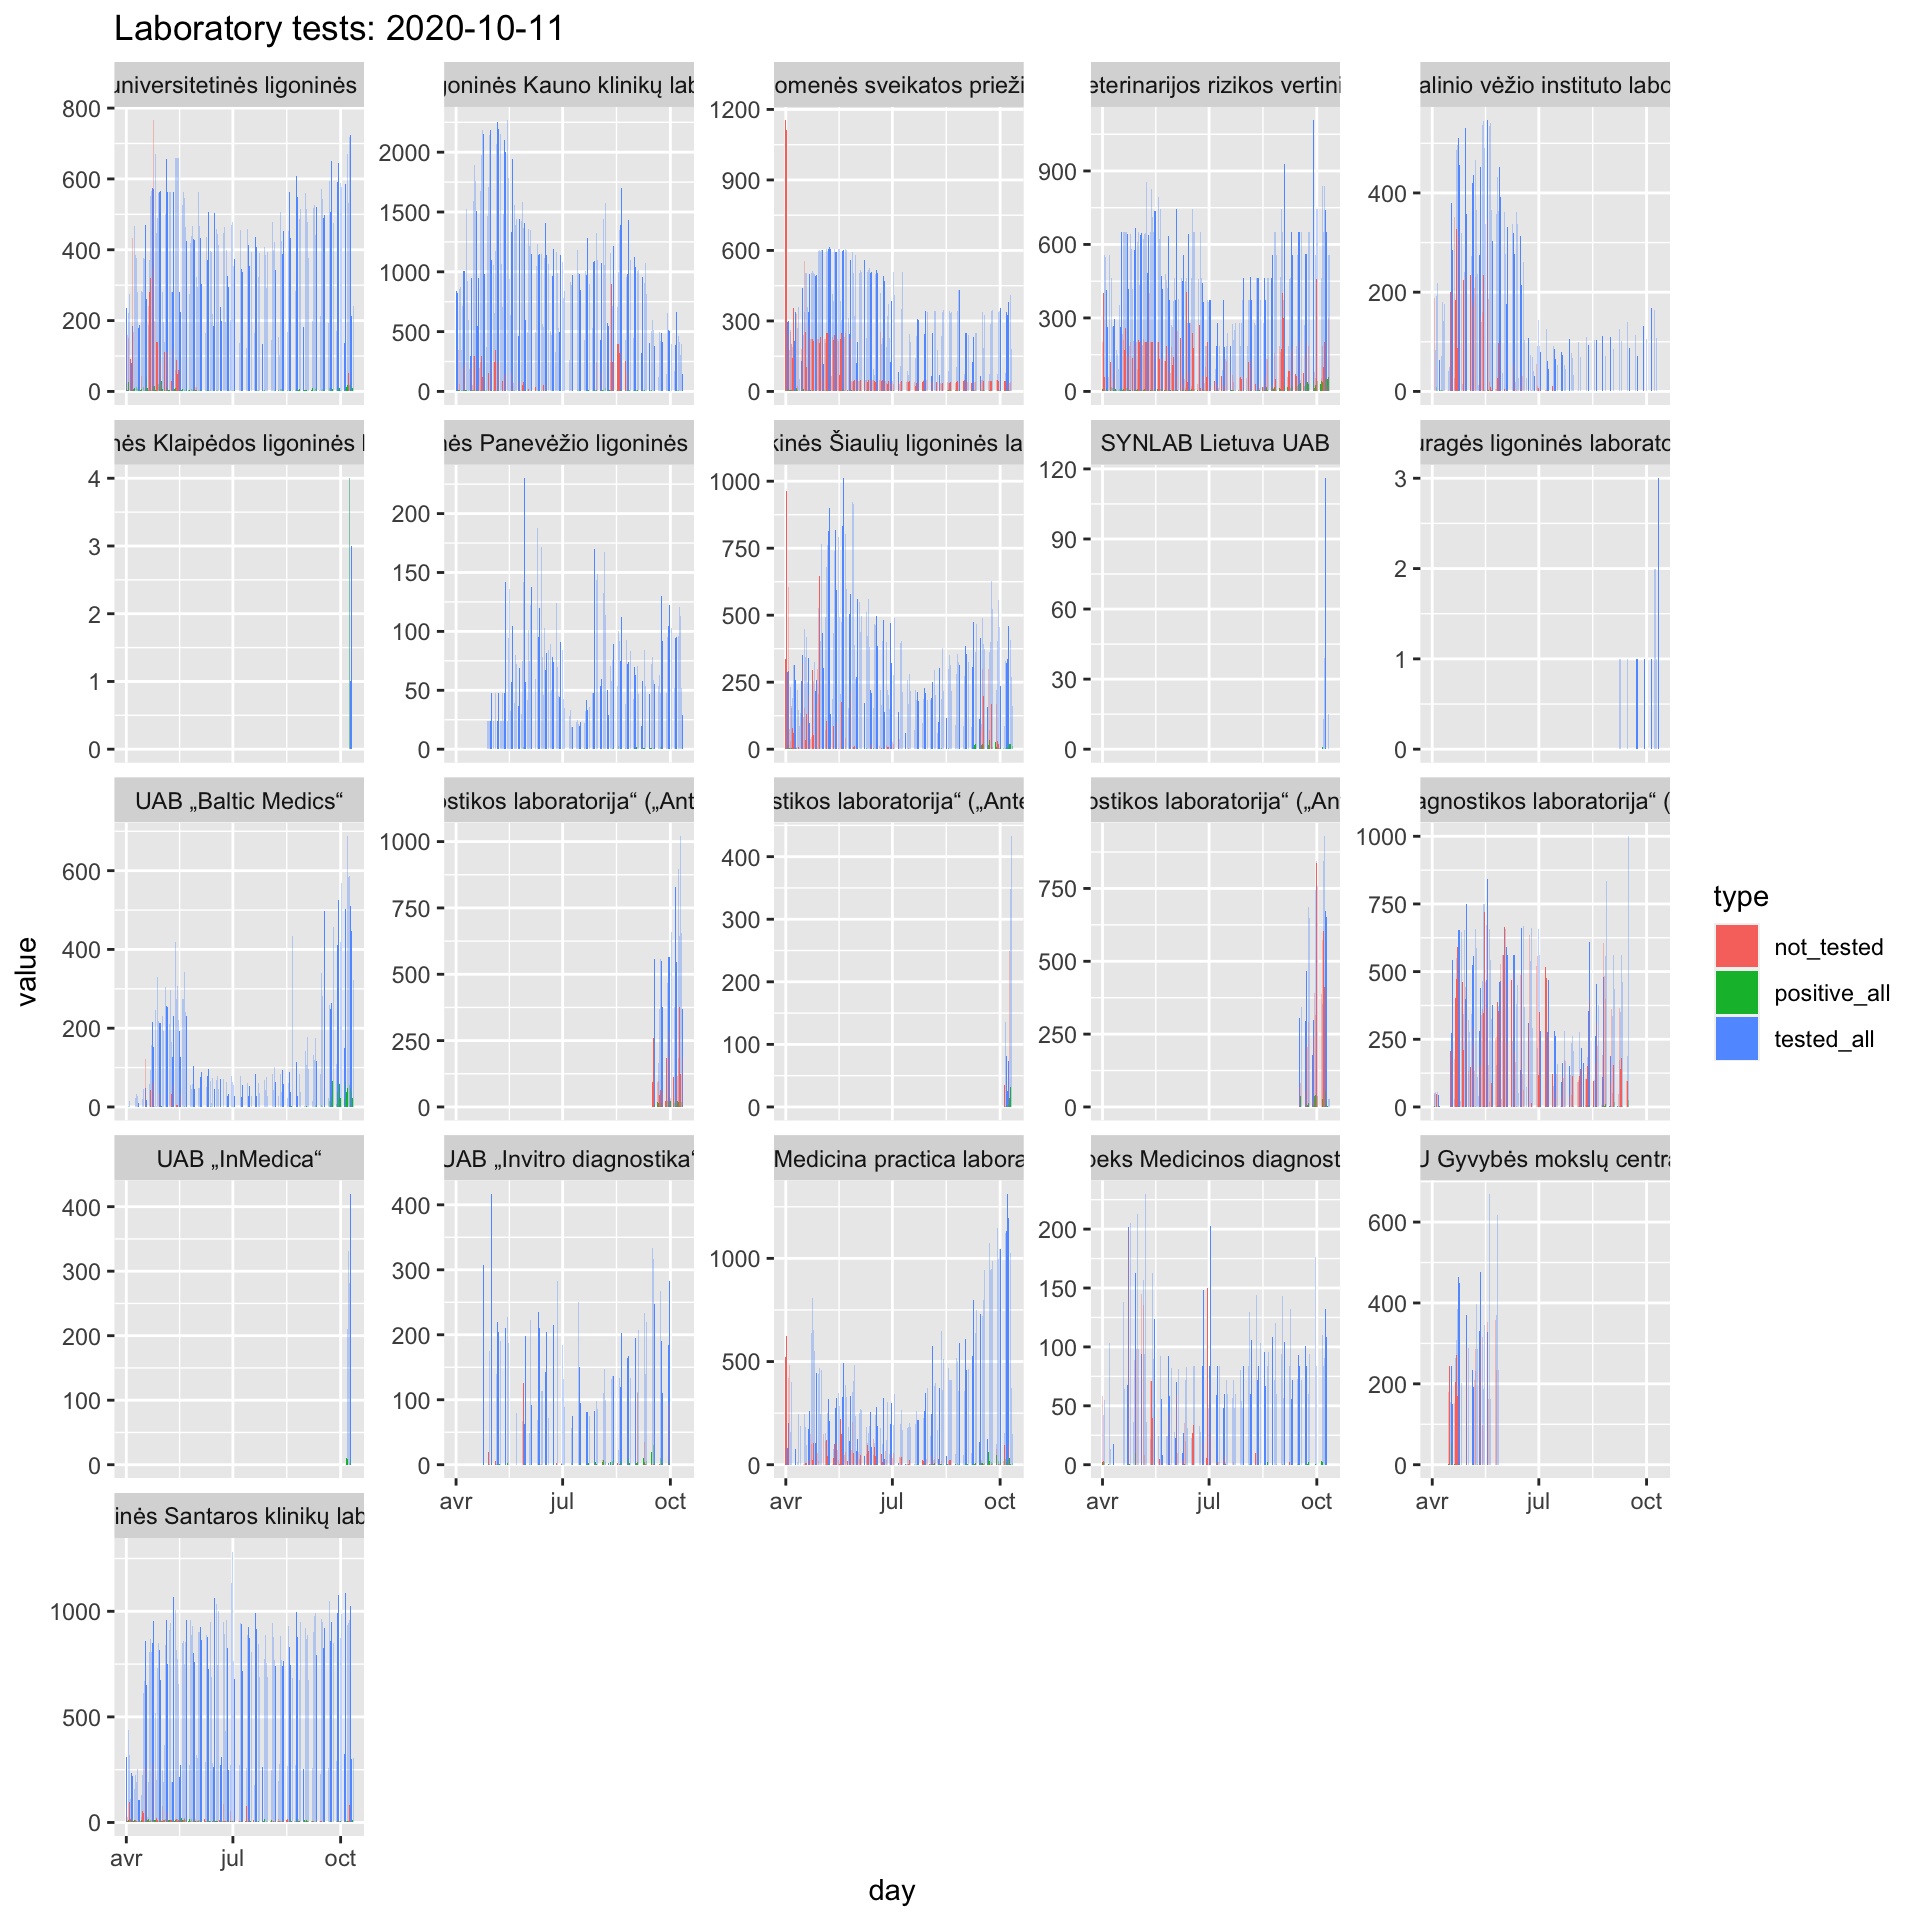 Laboratory tests: 2020-10-11
universitetinės ligoninės
goninės Kauno klinikų lab
omenės sveikatos prieži
eterinarijos rizikos vertini
alinio vėžio instituto labo
800
600
400
200
0
2000
1500
1000
500
0
1200
900
600
300
0
900
600
300
0
400
200
0
nės Klaipėdos ligoninės l
nės Panevėžio ligoninės
kinės Šiaulių ligoninės la
SYNLAB Lietuva UAB
uragės ligoninės laborato
4
3
2
1
0
200
150
100
50
0
1000
750
500
250
0
120
90
60
30
0
3
2
1
0
UAB „Baltic Medics“
ostikos laboratorija“ („Ant
stikos laboratorija“ („Ante
ostikos laboratorija“ („Ant
agnostikos laboratorija“ (
600
400
200
0
1000
750
500
250
0
400
300
200
100
0
750
500
250
0
1000
750
500
250
0
UAB „InMedica“
UAB „Invitro diagnostika“
Medicina practica labora
beks Medicinos diagnost
U Gyvybės mokslų centra
400
300
200
100
0
400
300
200
100
0
1000
500
0
200
150
100
50
0
600
400
200
0
avr jul oct
avr jul oct
avr jul oct
avr jul oct
inės Santaros klinikų lab
1000
500
0
avr jul oct
day
value
type
not_tested
positive_all
tested_all